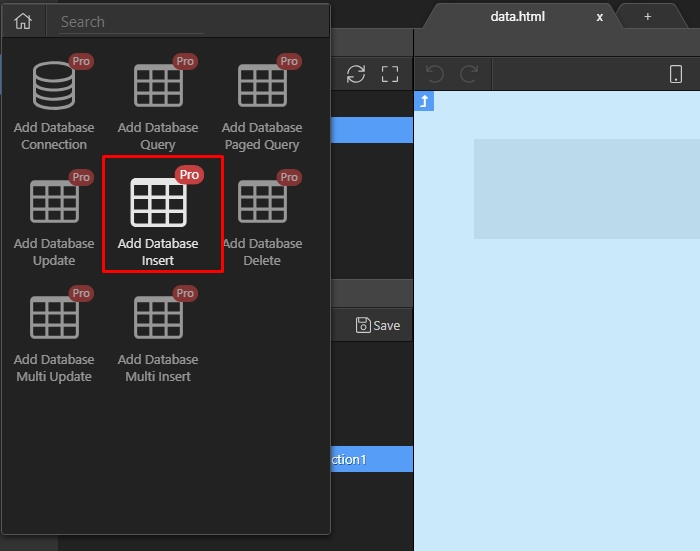 Search
data.html
x
+
Pro
Pro
Pro
Add Database
Connection
Add Database
Query
Add Database
Paged Query
Pro
Pro
Pro
Add Database
Update
Add Database
Insert
Add Database
Delete
Pro
Pro
Add Database
Multi Update
Add Database
Multi Insert
Save
ction1